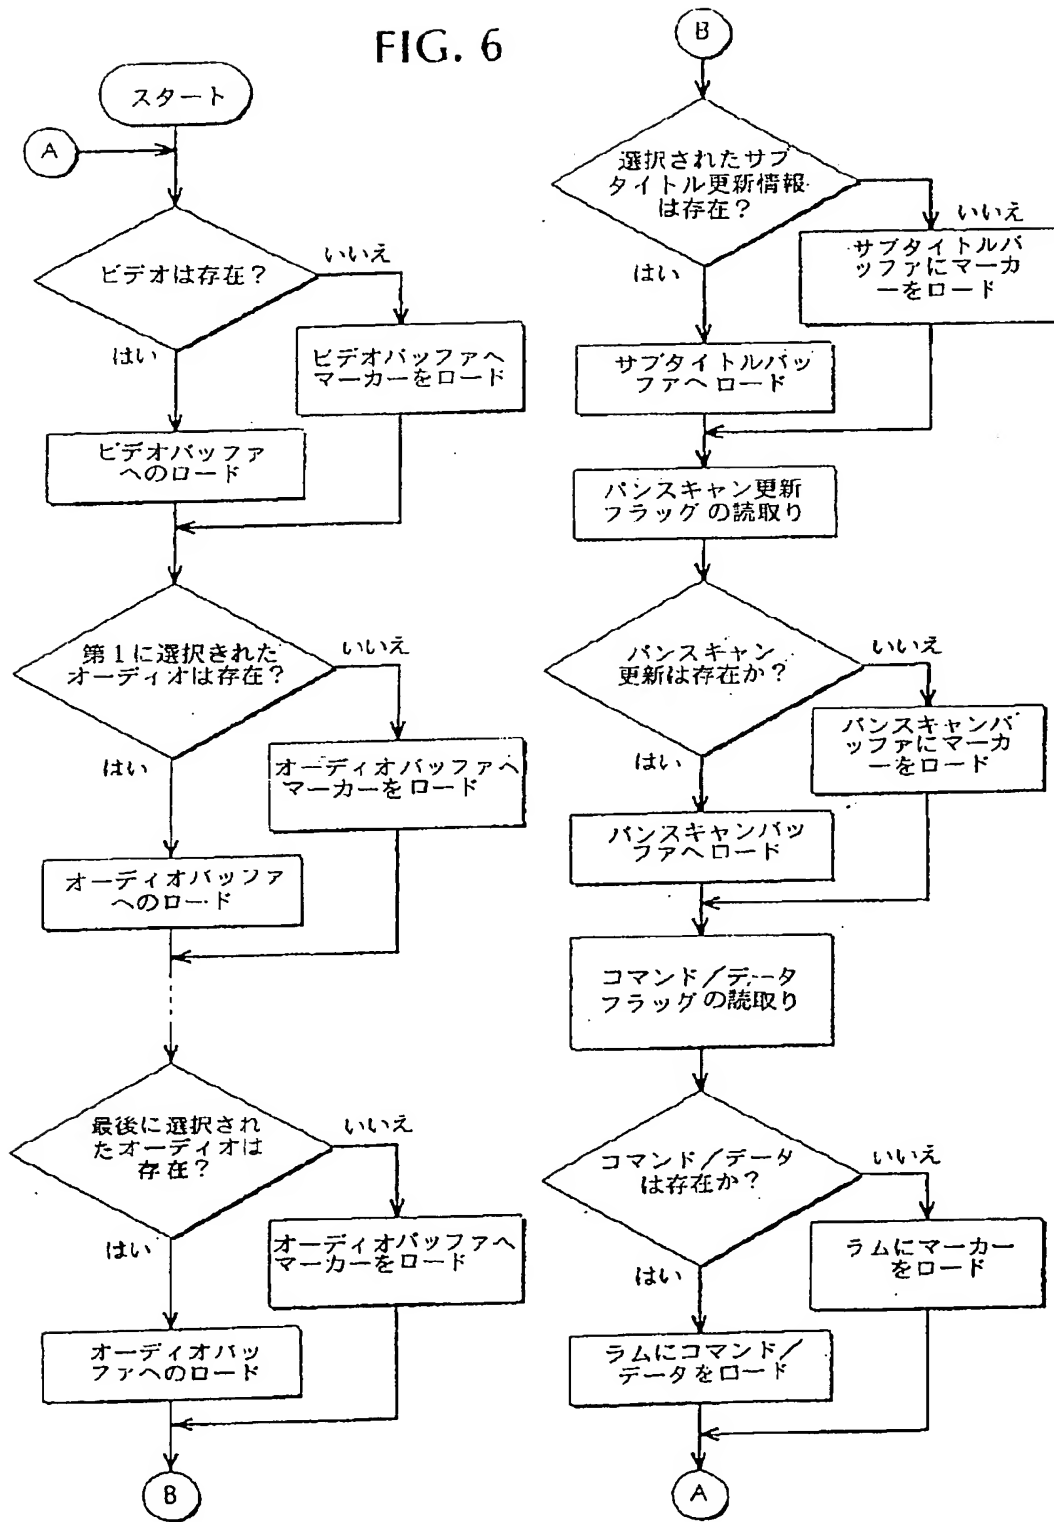 FIG. 6
スタート
A
ビデオは存在?
いいえ
はい
ビデオバッファへ
マーカーをロード
ビデオバッファ
へのロード
第1に選択された
オーディオは存在?
いいえ
はい
オーディオバッファへ
マーカーをロード
オーディオバッファ
へのロード
最後に選択され
たオーディオは
存在?
いいえ
はい
オーディオバッファへ
マーカーをロード
オーディオバッ
ファへのロード
B
B
選択されたサブ
タイトル更新情報
は存在?
いいえ
はい
サブタイトルバ
ッファにマーカ
ーをロード
サブタイトルバッ
ファへロード
パンスキャン更新
フラッグの読取り
パンスキャン
更新は存在か?
いいえ
はい
パンスキャンバ
ッファにマーカ
ーをロード
パンスキャンバッ
ファへロード
コマンド/データ
フラッグの読取り
コマンド/データ
は存在か?
いいえ
はい
ラムにマーカー
をロード
ラムにコマンド/
データをロード
A